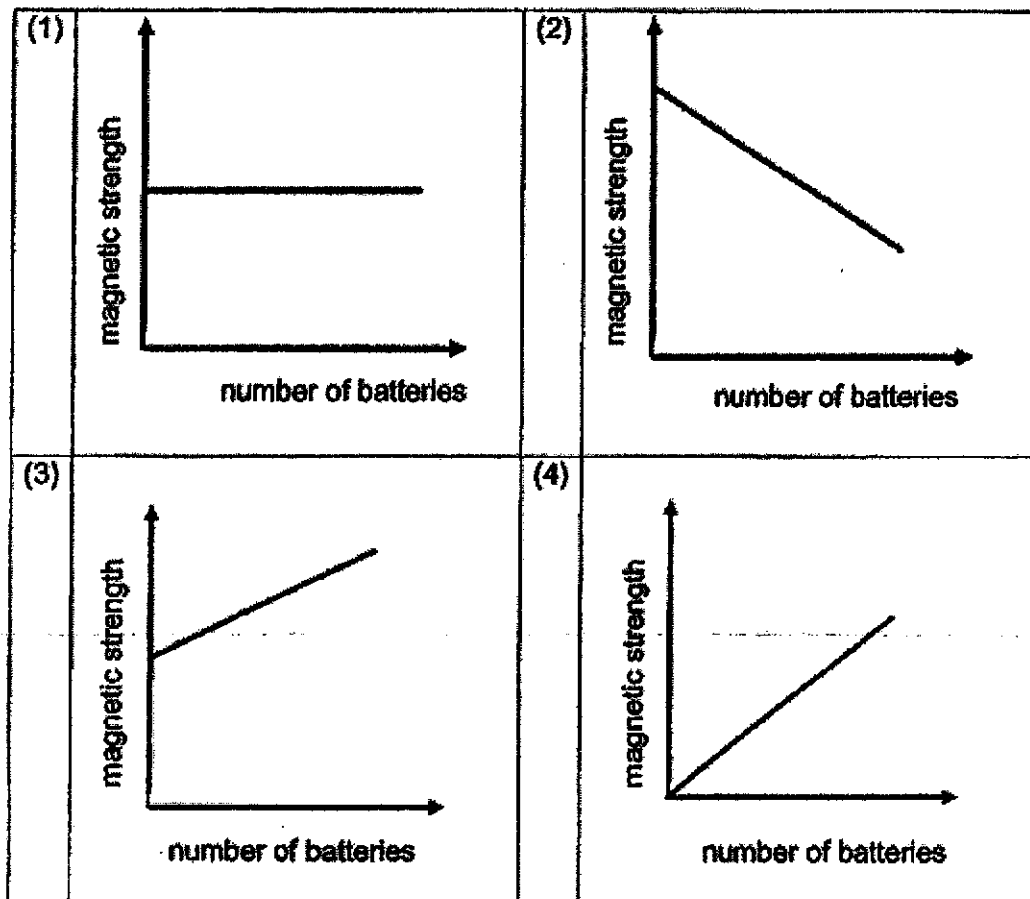 (1)
magnetic strength
number of batteries
(2)
magnetic strength
number of batteries
(3)
magnetic strength
number of batteries
(4)
magnetic strength
number of batteries